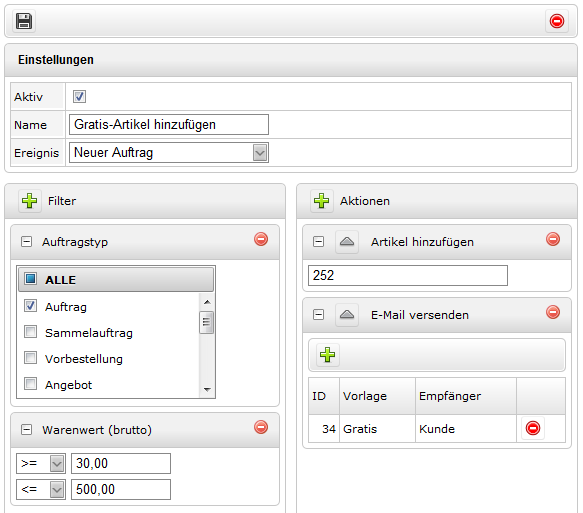 Einstellungen
Aktiv
Name Gratis-Artikel hinzufügen
Ereignis Neuer Auftrag
Filter
Auftragstyp
ALLE
Auftrag
Sammelauftrag
Vorbestellung
Angebot
Warenwert (brutto)
>= 30,00
<= 500,00
Aktionen
Artikel hinzufügen
252
E-Mail versenden
ID Vorlage Empfänger
34 Gratis Kunde